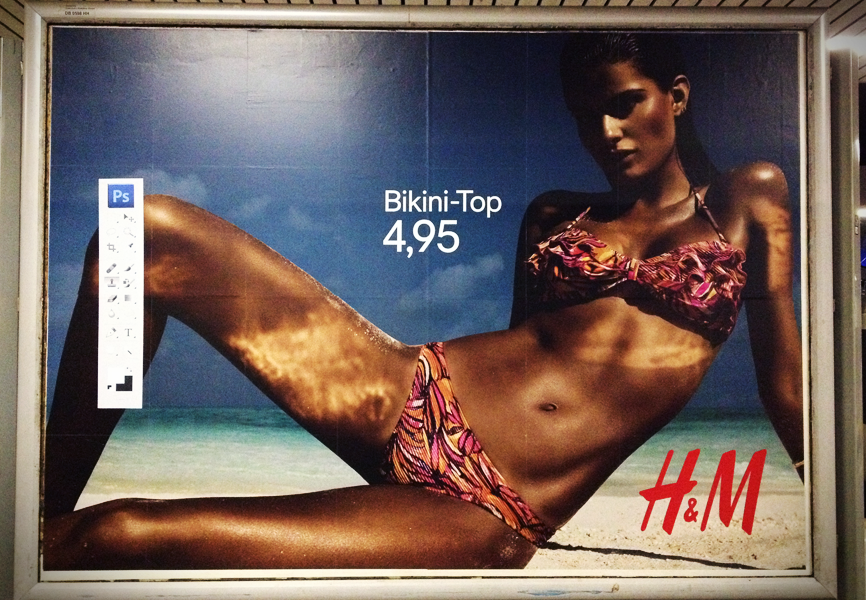 Ps
T
Bikini-Top
4,95
H&M